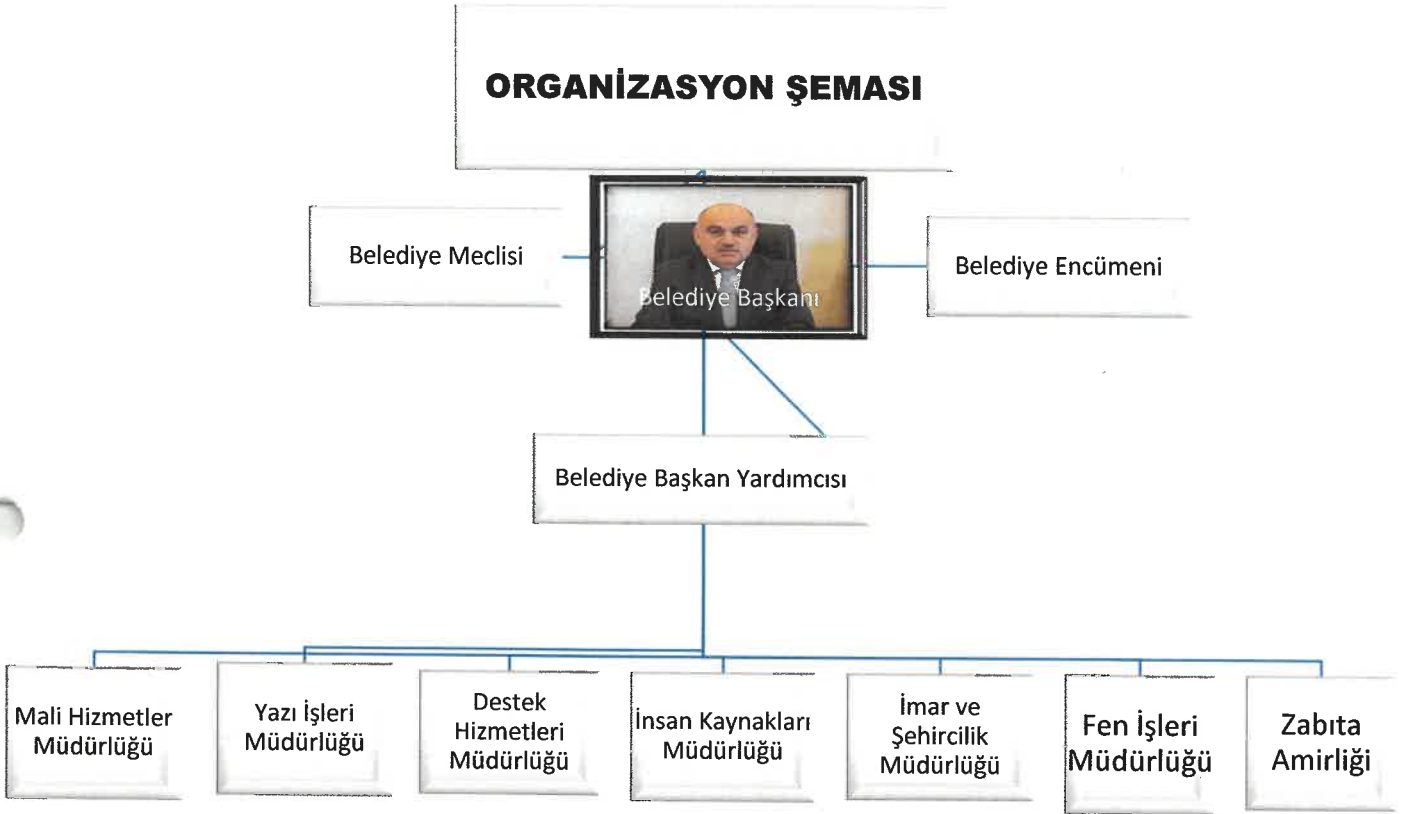 ORGANİZASYON ŞEMASI
Belediye Meclisi
Belediye Başkanı
Belediye Encümeni
Belediye Başkan Yardımcısı
Mali Hizmetler
Müdürlüğü
Yazı İşleri
Müdürlüğü
Destek
Hizmetleri
Müdürlüğü
İnsan Kaynakları
Müdürlüğü
İmar ve
Şehircilik
Müdürlüğü
Fen İşleri
Müdürlüğü
Zabıta
Amirliği